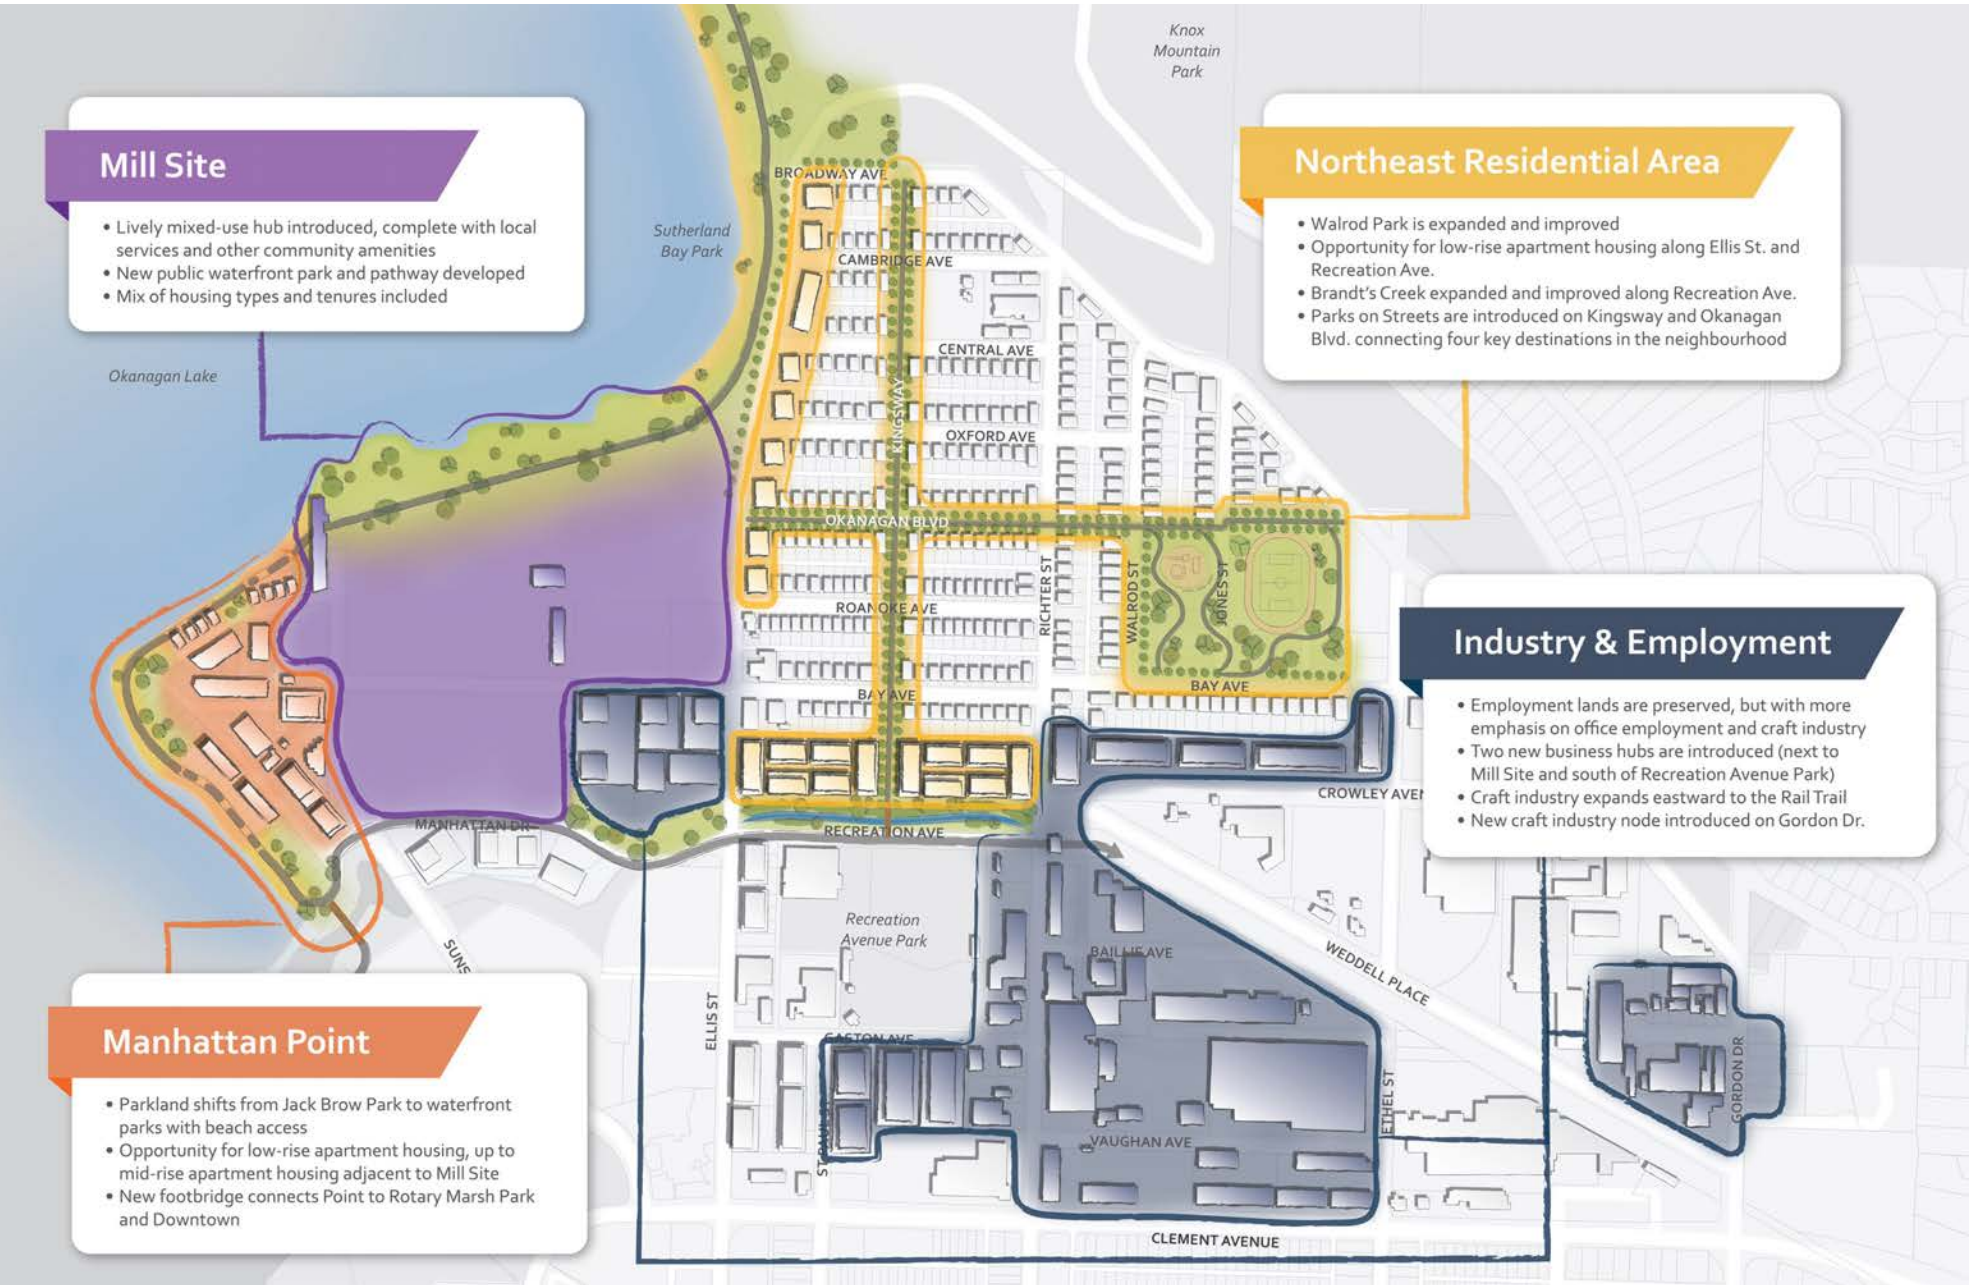 Knox
Mountain
Park
Mill Site
• Lively mixed-use hub introduced, complete with local
services and other community amenities
• New public waterfront park and pathway developed
• Mix of housing types and tenures included
Northeast Residential Area
• Walrod Park is expanded and improved
• Opportunity for low-rise apartment housing along Ellis St. and
Recreation Ave.
• Brandt's Creek expanded and improved along Recreation Ave.
• Parks on Streets are introduced on Kingsway and Okanagan
Blvd. connecting four key destinations in the neighbourhood
BROADWAY AVE
Sutherland
Bay Park
CAMBRIDGE AVE
CENTRAL AVE
Okanagan Lake
KINGSWAY
OXFORD AVE
OKANAGAN BLVD
RICHTER ST
WALROD ST
JONES ST
ROANOKE AVE
BAY AVE
BAY AVE
Industry & Employment
• Employment lands are preserved, but with more
emphasis on office employment and craft industry
• Two new business hubs are introduced (next to
Mill Site and south of Recreation Avenue Park)
• Craft industry expands eastward to the Rail Trail
• New craft industry node introduced on Gordon Dr.
CROWLEY AVEN
MANHATTAN DR
RECREATION AVE
Recreation
Avenue Park
SUNS
BAILLIE AVE
WEDDELL PLACE
ELLIS ST
GASTON AVE
Manhattan Point
• Parkland shifts from Jack Brow Park to waterfront
parks with beach access
• Opportunity for low-rise apartment housing, up to
mid-rise apartment housing adjacent to Mill Site
• New footbridge connects Point to Rotary Marsh Park
and Downtown
ST PAUL
ETHEL ST
GORDON DR
VAUGHAN AVE
CLEMENT AVENUE